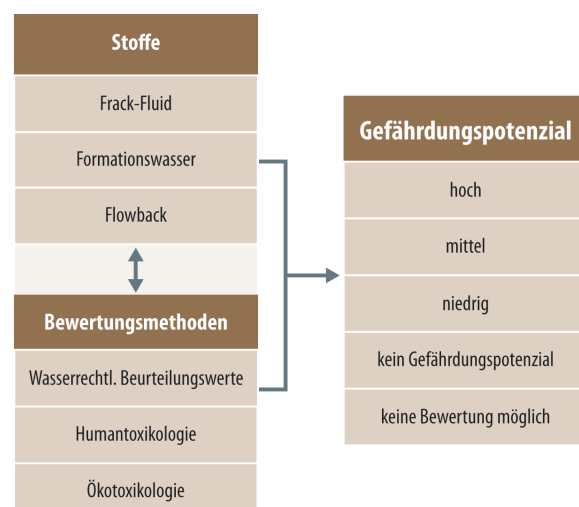 Stoffe
Frack-Fluid
Formationswasser
Flowback
Bewertungsmethoden
Wasserrechtl. Beurteilungswerte
Humantoxikologie
Ökotoxikologie
Gefährdungspotenzial
hoch
mittel
niedrig
kein Gefährdungspotenzial
keine Bewertung möglich